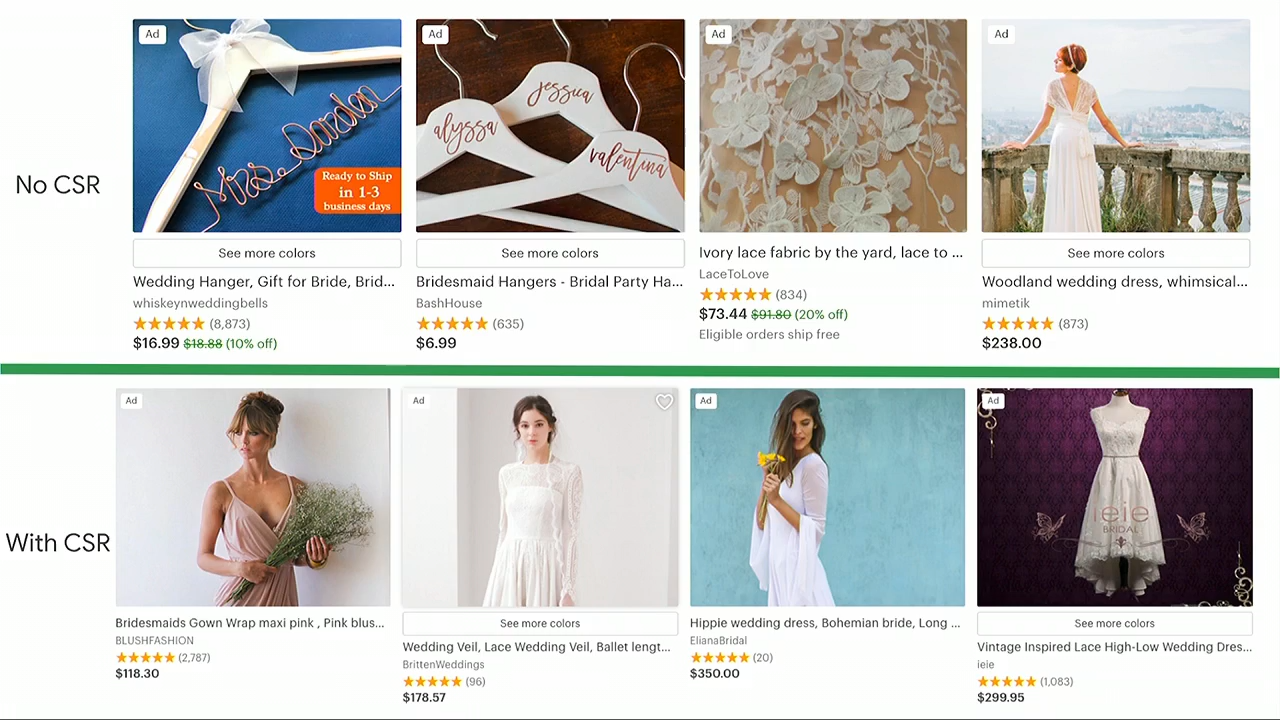 No CSR
Ad
Mrs. Darden
Ready to Ship
in 1-3
business days
See more colors
Wedding Hanger, Gift for Bride, Brid...
whiskeynweddingbells
(8,873)
$16.99 $18.88 (10% off)
Ad
jessica
alyssa
valentina
See more colors
Bridesmaid Hangers - Bridal Party Ha...
BashHouse
(635)
$6.99
Ad
Ivory lace fabric by the yard, lace to ...
LaceToLove
(834)
$73.44 $91.80 (20% off)
Eligible orders ship free
Ad
See more colors
Woodland wedding dress, whimsical...
mimetik
(873)
$238.00
With CSR
Ad
Bridesmaids Gown Wrap maxi pink , Pink blus...
BLUSHFASHION
(2,787)
$118.30
Ad
See more colors
Wedding Veil, Lace Wedding Veil, Ballet lengt...
BrittenWeddings
(96)
$178.57
Ad
Hippie wedding dress, Bohemian bride, Long ...
ElianaBridal
(20)
$350.00
Ad
ieie
BRIDAL
See more colors
Vintage Inspired Lace High-Low Wedding Dres...
ieie
(1,083)
$299.95